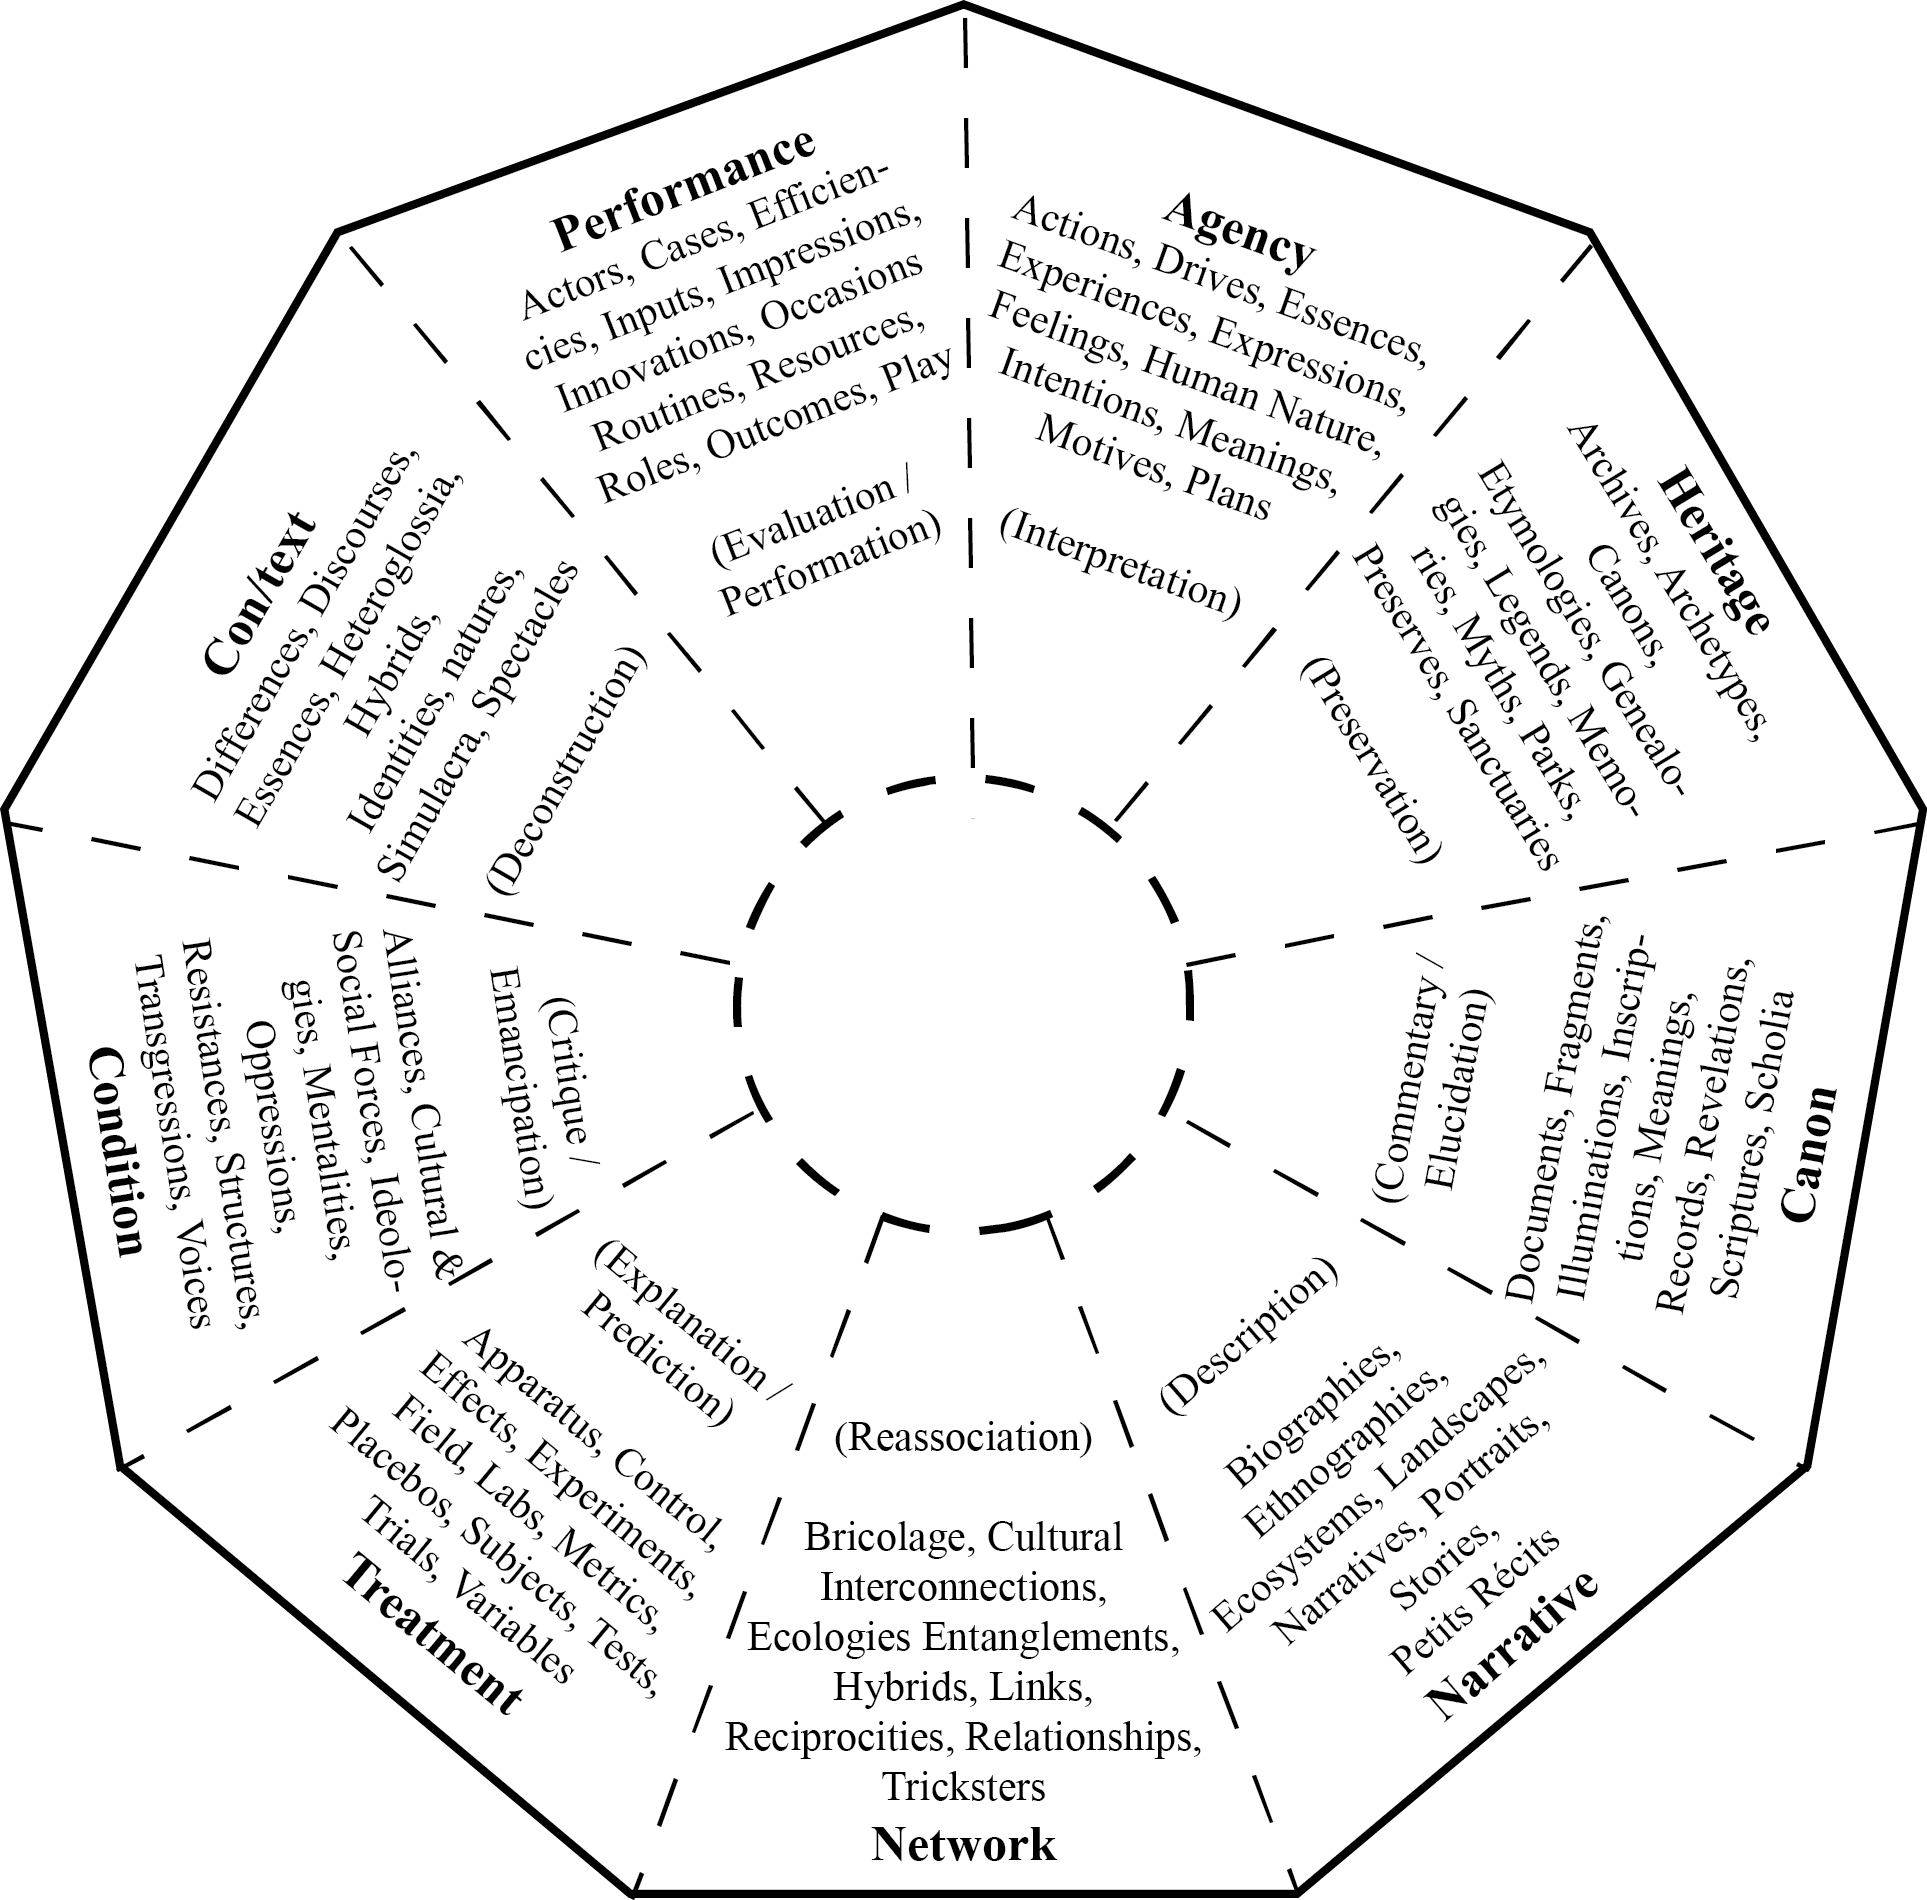 Performance
Actors, Cases, Efficien-
cies, Inputs, Impressions,
Innovations, Occasions
Routines, Resources,
Roles, Outcomes, Play
(Evaluation /
Performation)
Agency
Actions, Drives, Essences,
Experiences, Expressions,
Feelings, Human Nature,
Intentions, Meanings,
Motives, Plans
(Interpretation)
Heritage
Archives, Archetypes,
Canons,
Etymologies, Genealo-
gies, Legends, Memo-
ries, Myths, Parks,
Preserves, Sanctuaries
(Preservation)
(Commentary /
Elucidation)
Documents, Fragments,
Illuminations, Inscrip-
tions, Meanings,
Records, Revelations,
Scriptures, Scholia
Canon
(Description)
Biographies,
Ethnographies,
Ecosystems, Landscapes,
Narratives, Portraits,
Stories,
Petits Récits
Narrative
(Reassociation)
Bricolage, Cultural
Interconnections,
Ecologies Entanglements,
Hybrids, Links,
Reciprocities, Relationships,
Tricksters
Network
(Explanation /
Prediction)
Apparatus, Control,
Effects, Experiments,
Field, Labs, Metrics,
Placebos, Subjects, Tests,
Trials, Variables
Treatment
(Critique /
Emancipation)
Alliances, Cultural &
Social Forces, Ideolo-
gies, Mentalities,
Oppressions,
Resistances, Structures,
Transgressions, Voices
Condition
Con/text
Differences, Discourses,
Essences, Heteroglossia,
Hybrids,
Identities, natures,
Simulacra, Spectacles
(Deconstruction)